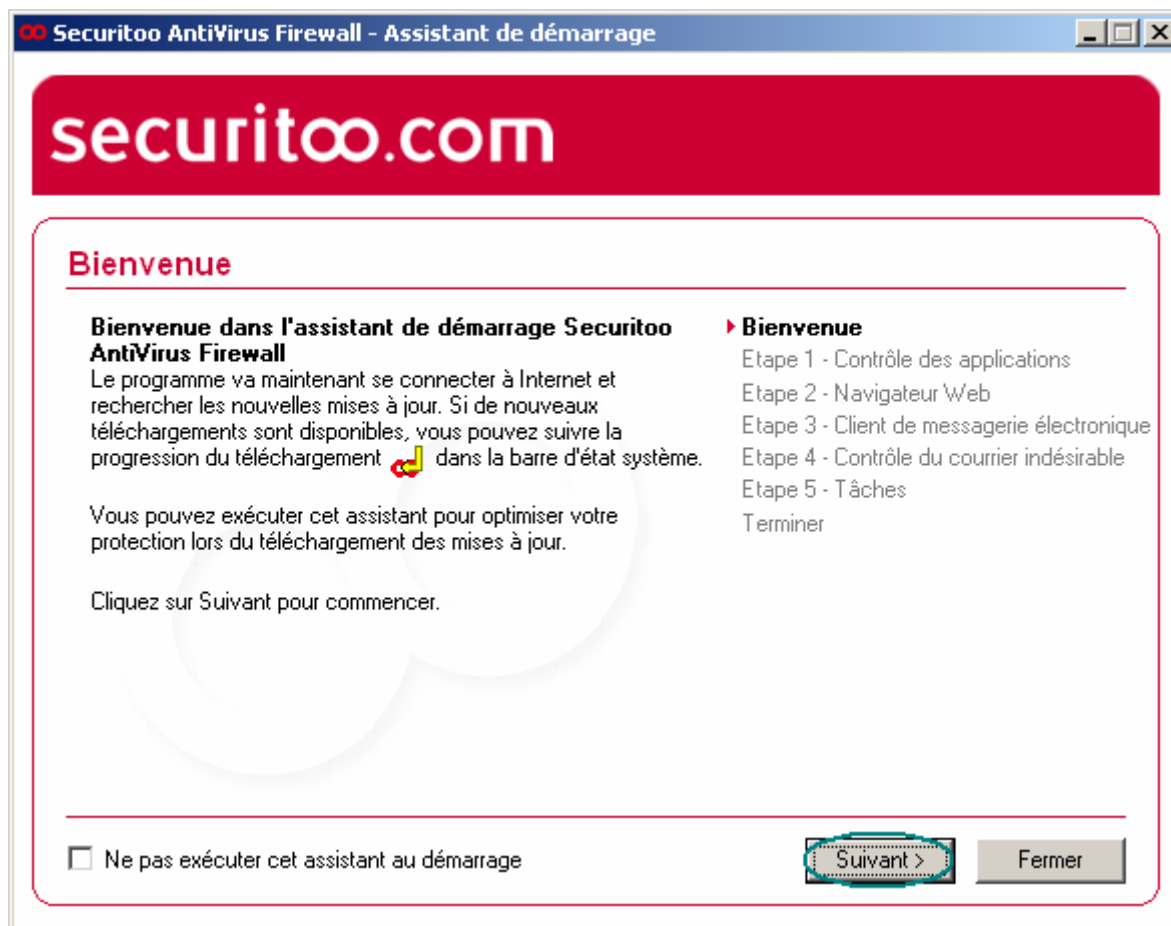 Securitoo AntiVirus Firewall - Assistant de démarrage
securitoo.com
Bienvenue
Bienvenue dans l'assistant de démarrage Securitoo
AntiVirus Firewall
Le programme va maintenant se connecter à Internet et
rechercher les nouvelles mises à jour. Si de nouveaux
téléchargements sont disponibles, vous pouvez suivre la
progression du téléchargement dans la barre d'état système.
Vous pouvez exécuter cet assistant pour optimiser votre
protection lors du téléchargement des mises à jour.
Cliquez sur Suivant pour commencer.
Bienvenue
Etape 1 - Contrôle des applications
Etape 2 - Navigateur Web
Etape 3 - Client de messagerie électronique
Etape 4 - Contrôle du courrier indésirable
Etape 5 - Tâches
Terminer
Ne pas exécuter cet assistant au démarrage
Suivant >
Fermer